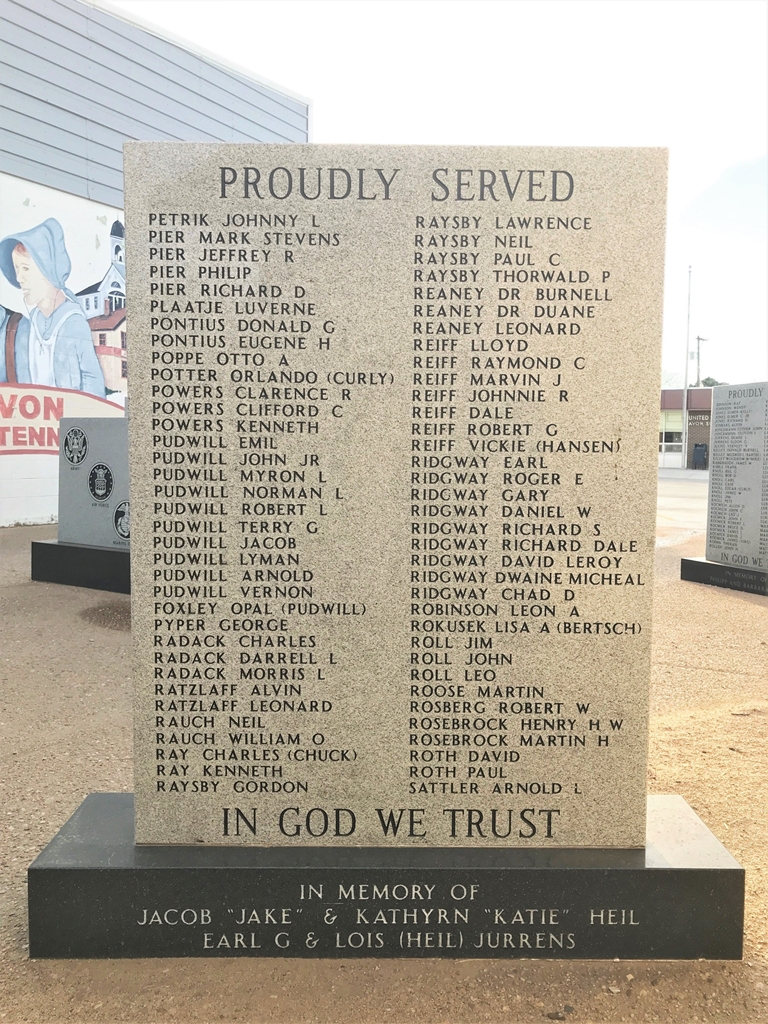 PROUDLY SERVED
PETRIK JOHNNY L
PIER MARK STEVENS
PIER JEFFREY R
PIER PHILIP
PIER RICHARD D
PLAATJE LUVERNE
PONTIUS DONALD G
PONTIUS EUGENE H
POPPE OTTO A
POTTER ORLANDO (CURLY)
POWERS CLARENCE R
POWERS CLIFFORD C
POWERS KENNETH
PUDWILL EMIL
PUDWILL JOHN JR
PUDWILL MYRON L
PUDWILL NORMAN L
PUDWILL ROBERT L
PUDWILL TERRY G
PUDWILL JACOB
PUDWILL LYMAN
PUDWILL ARNOLD
PUDWILL VERNON
FOXLEY OPAL (PUDWILL)
PYPER GEORGE
RADACK CHARLES
RADACK DARRELL L
RADACK MORRIS L
RATZLAFF ALVIN
RATZLAFF LEONARD
RAUCH NEIL
RAUCH WILLIAM O
RAY CHARLES (CHUCK)
RAY KENNETH
RAYSBY GORDON
RAYSBY LAWRENCE
RAYSBY NEIL
RAYSBY PAUL C
RAYSBY THORWALD P
REANEY DR BURNELL
REANEY DR DUANE
REANEY LEONARD
REIFF LLOYD
REIFF RAYMOND C
REIFF MARVIN J
REIFF JOHNNIE R
REIFF DALE
REIFF ROBERT G
REIFF VICKIE (HANSEN)
RIDGWAY EARL
RIDGWAY ROGER E
RIDGWAY GARY
RIDGWAY DANIEL W
RIDGWAY RICHARD S
RIDGWAY RICHARD DALE
RIDGWAY DAVID LEROY
RIDGWAY DWAINE MICHEAL
RIDGWAY CHAD D
ROBINSON LEON A
ROKUSEK LISA A (BERTSCH)
ROLL JIM
ROLL JOHN
ROLL LEO
ROOSE MARTIN
ROSBERG ROBERT W
ROSEBROCK HENRY H W
ROSEBROCK MARTIN H
ROTH DAVID
ROTH PAUL
SATTLER ARNOLD L
IN GOD WE TRUST
IN MEMORY OF
JACOB "JAKE" & KATHYRN "KATIE" HEIL
EARL G & LOIS (HEIL) JURRENS
VON
TENN
ARMY
AIR FORCE
PROUDLY
IN GOD WE
UNITED
AVON S